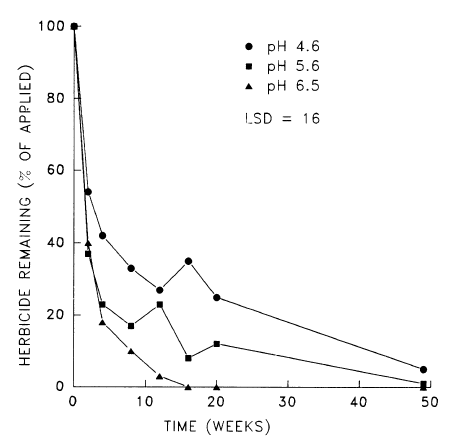 HERBICIDE REMAINING (% OF APPLIED)
100
80
60
40
20
0
pH 4.6
pH 5.6
pH 6.5
LSD = 16
0 10 20 30 40 50
TIME (WEEKS)